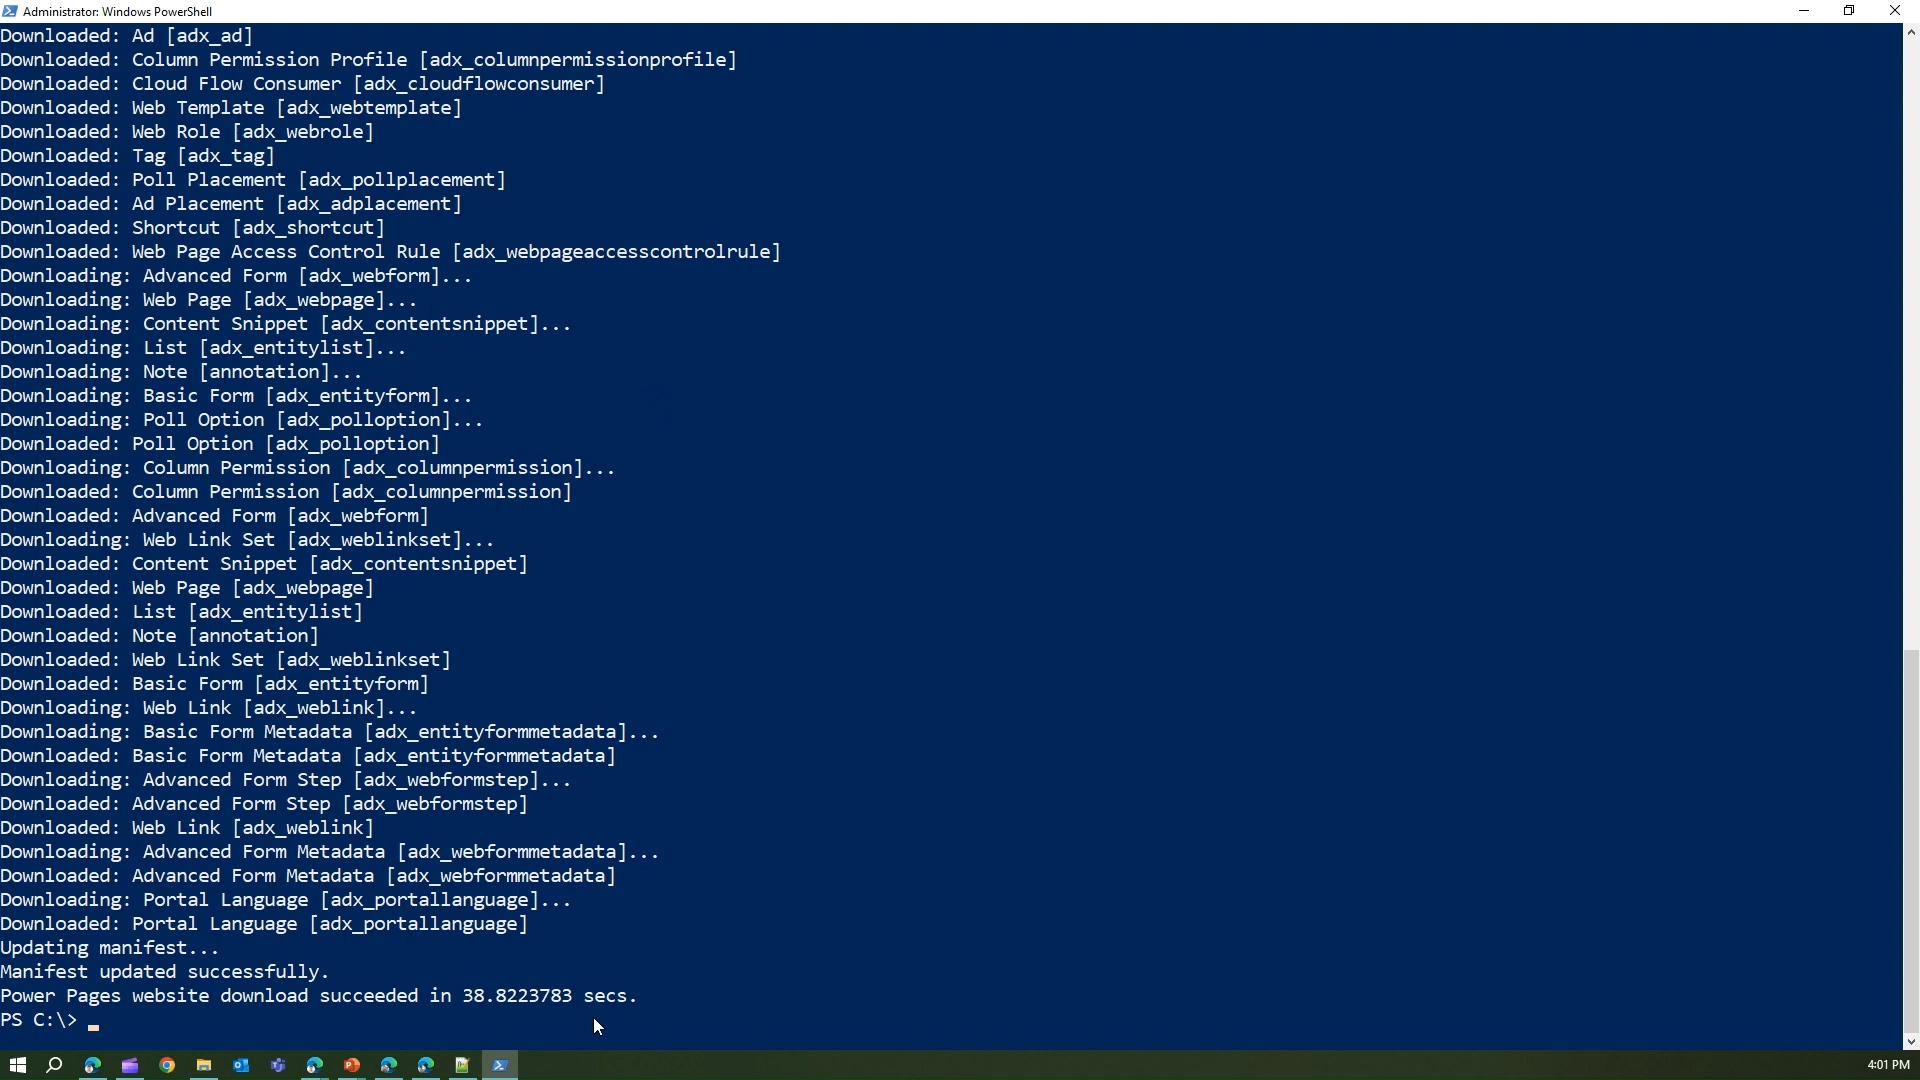 Administrator: Windows PowerShell
Downloaded: Ad [adx_ad]
Downloaded: Column Permission Profile [adx_columnpermissionprofile]
Downloaded: Cloud Flow Consumer [adx_cloudflowconsumer]
Downloaded: Web Template [adx_webtemplate]
Downloaded: Web Role [adx_webrole]
Downloaded: Tag [adx_tag]
Downloaded: Poll Placement [adx_pollplacement]
Downloaded: Ad Placement [adx_adplacement]
Downloaded: Shortcut [adx_shortcut]
Downloaded: Web Page Access Control Rule [adx_webpageaccesscontrolrule]
Downloading: Advanced Form [adx_webform]...
Downloading: Web Page [adx_webpage]...
Downloading: Content Snippet [adx_contentsnippet]...
Downloading: List [adx_entitylist]...
Downloading: Note [annotation]...
Downloading: Basic Form [adx_entityform]...
Downloading: Poll Option [adx_polloption]...
Downloaded: Poll Option [adx_polloption]
Downloading: Column Permission [adx_columnpermission]...
Downloaded: Column Permission [adx_columnpermission]
Downloaded: Advanced Form [adx_webform]
Downloading: Web Link Set [adx_weblinkset]...
Downloaded: Content Snippet [adx_contentsnippet]
Downloaded: Web Page [adx_webpage]
Downloaded: List [adx_entitylist]
Downloaded: Note [annotation]
Downloaded: Web Link Set [adx_weblinkset]
Downloaded: Basic Form [adx_entityform]
Downloading: Web Link [adx_weblink]...
Downloading: Basic Form Metadata [adx_entityformmetadata]...
Downloaded: Basic Form Metadata [adx_entityformmetadata]
Downloading: Advanced Form Step [adx_webformstep]...
Downloaded: Advanced Form Step [adx_webformstep]
Downloaded: Web Link [adx_weblink]
Downloading: Advanced Form Metadata [adx_webformmetadata]...
Downloaded: Advanced Form Metadata [adx_webformmetadata]
Downloading: Portal Language [adx_portallanguage]...
Downloaded: Portal Language [adx_portallanguage]
Updating manifest...
Manifest updated successfully.
Power Pages website download succeeded in 38.8223783 secs.
PS C:\>
4:01 PM